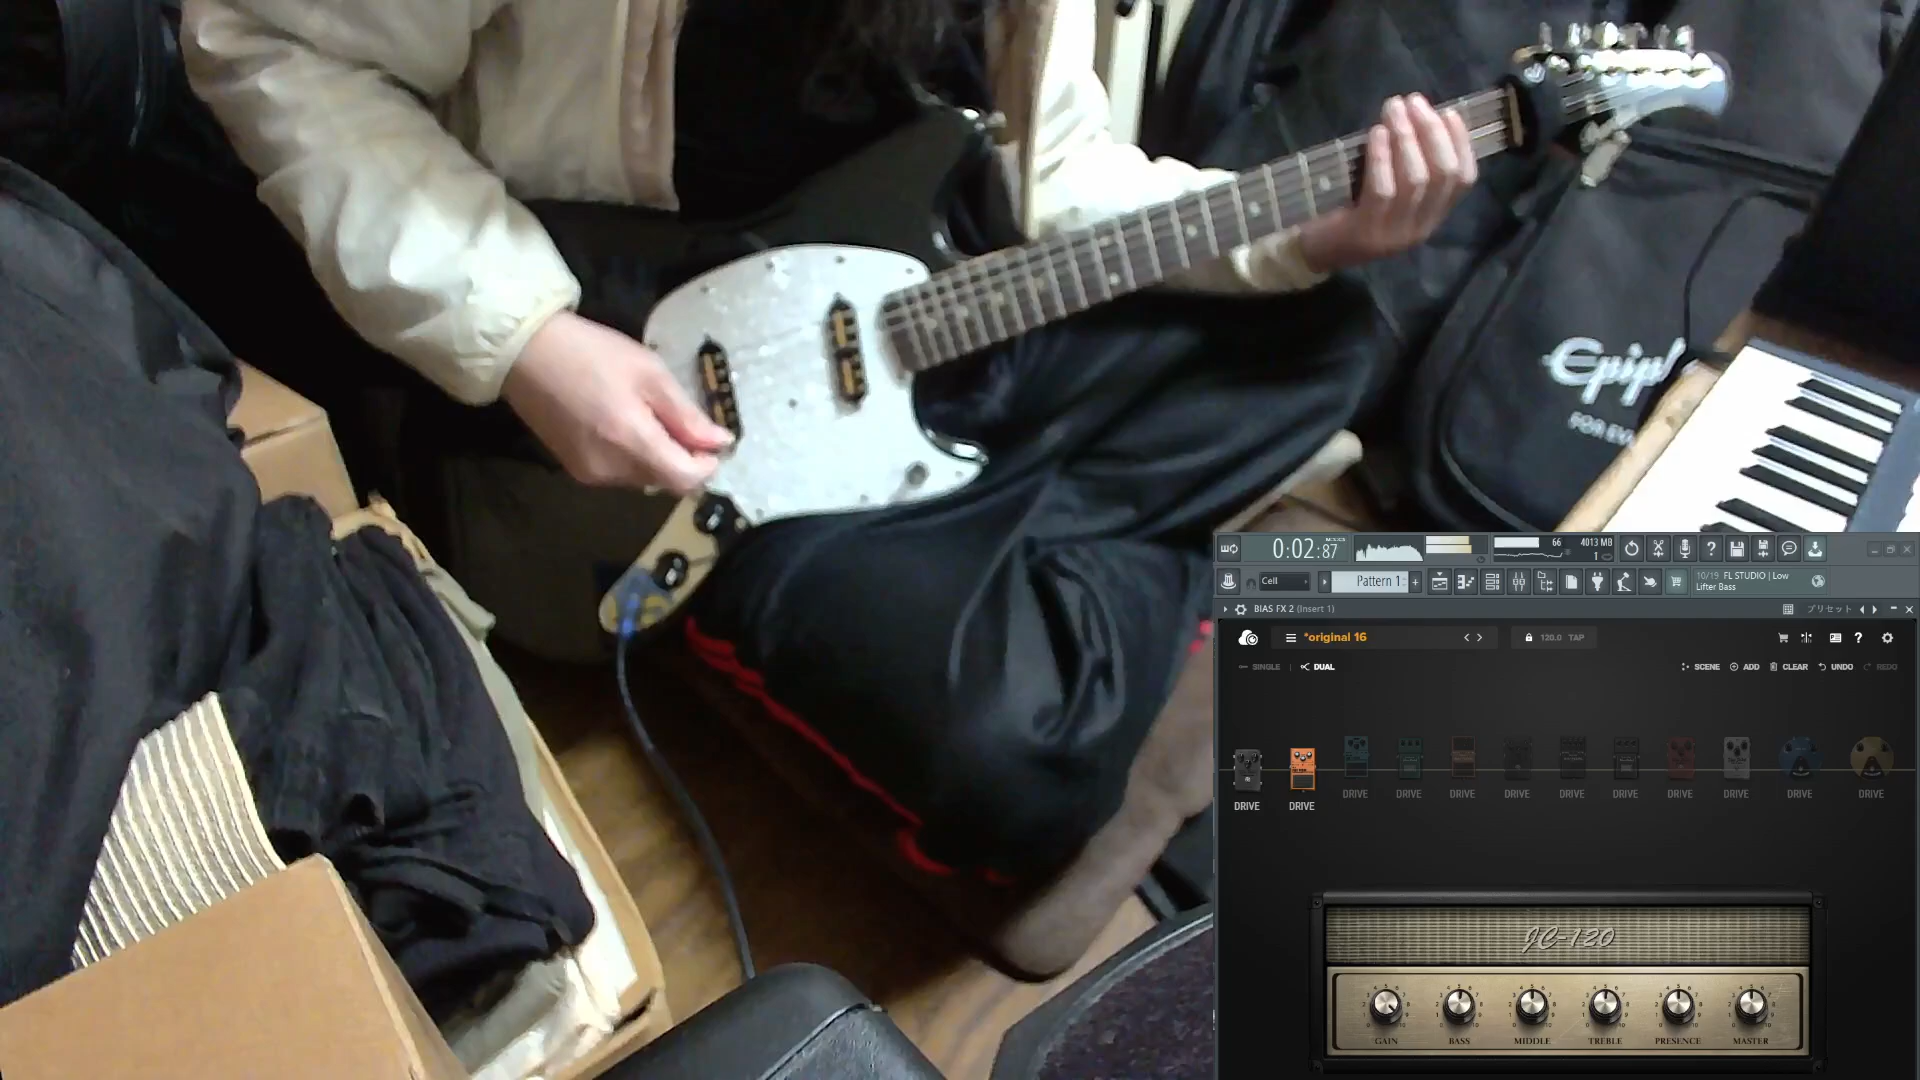 Epip
FOR EV
0:02:87
66
4013 MB
1
Cell
Pattern 1
+
10/19 FL STUDIO | Low
Lifter Bass
BIAS FX 2 (Insert 1)
プリセット
*original 16
120.0 TAP
SINGLE
DUAL
SCENE
ADD
CLEAR
UNDO
REDO
DRIVE
DRIVE
DRIVE
DRIVE
DRIVE
DRIVE
DRIVE
DRIVE
DRIVE
DRIVE
DRIVE
DRIVE
JC-120
GAIN
BASS
MIDDLE
TREBLE
PRESENCE
MASTER